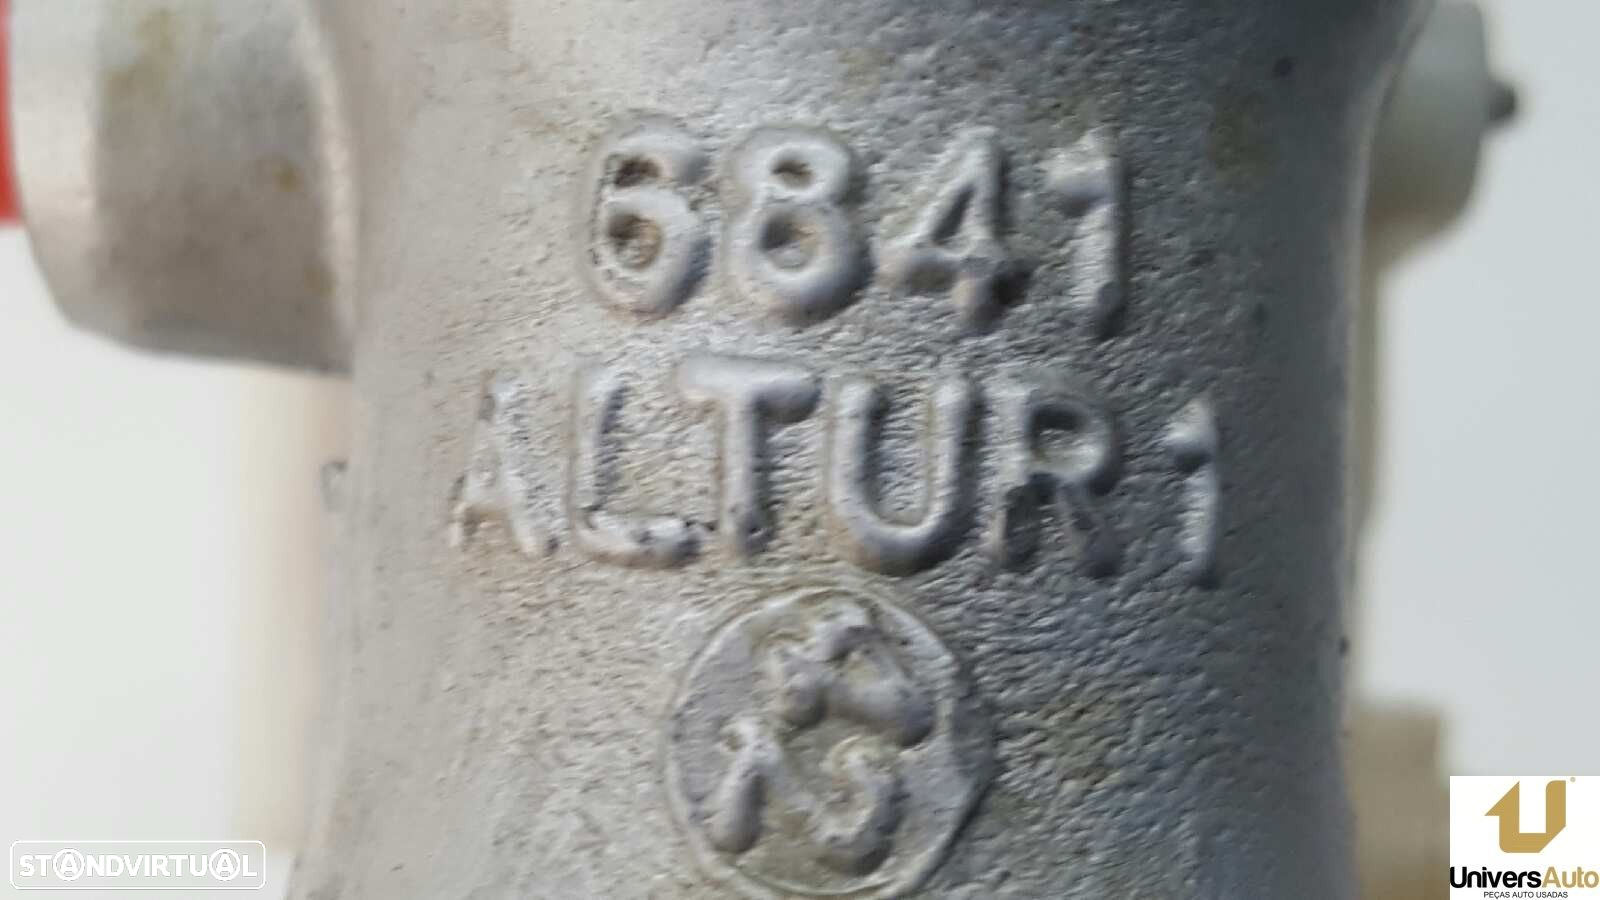 6841
ALTUR1
STANDVIRTUAL
UniversAuto
PEÇAS AUTO USADAS